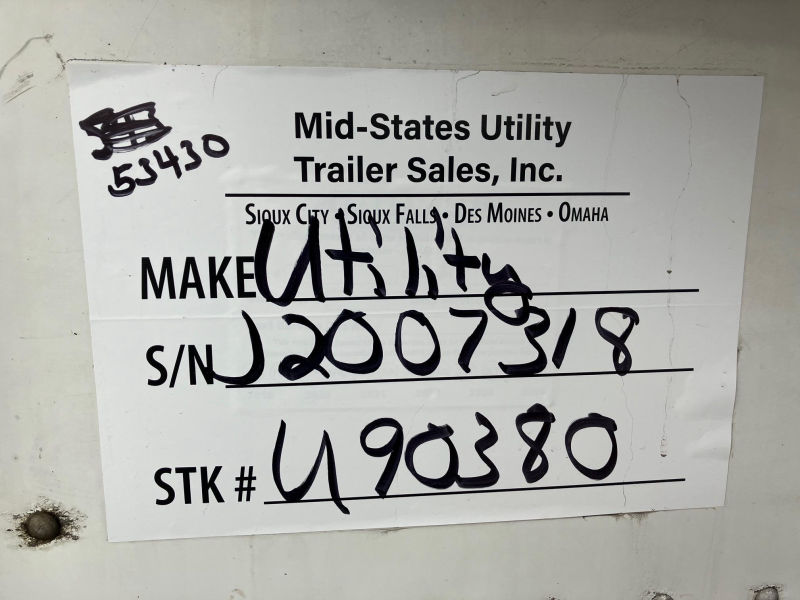 53430
Mid-States Utility
Trailer Sales, Inc.
Sioux City • Sioux Falls • Des Moines • Omaha
MAKE Utility
S/N J2007318
STK # U90380